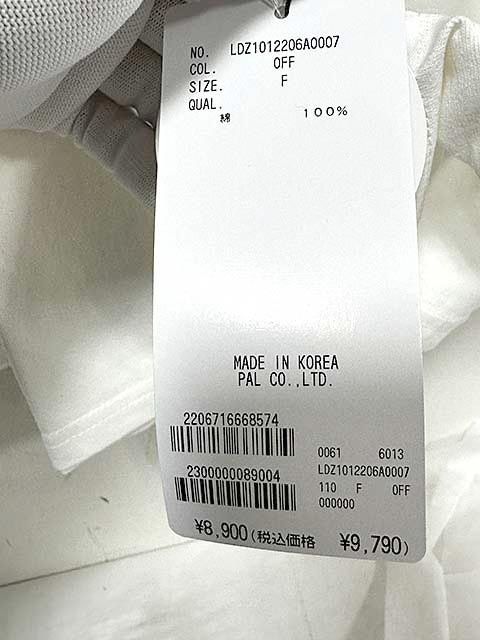 NO. LDZ1012206A0007
COL. OFF
SIZE. F
QUAL.
綿 100%
MADE IN KOREA
PAL CO.,LTD.
2206716668574
0061 6013
LDZ1012206A0007
2300000089004
110 F OFF
000000
¥8,900(税込価格 ¥9,790)